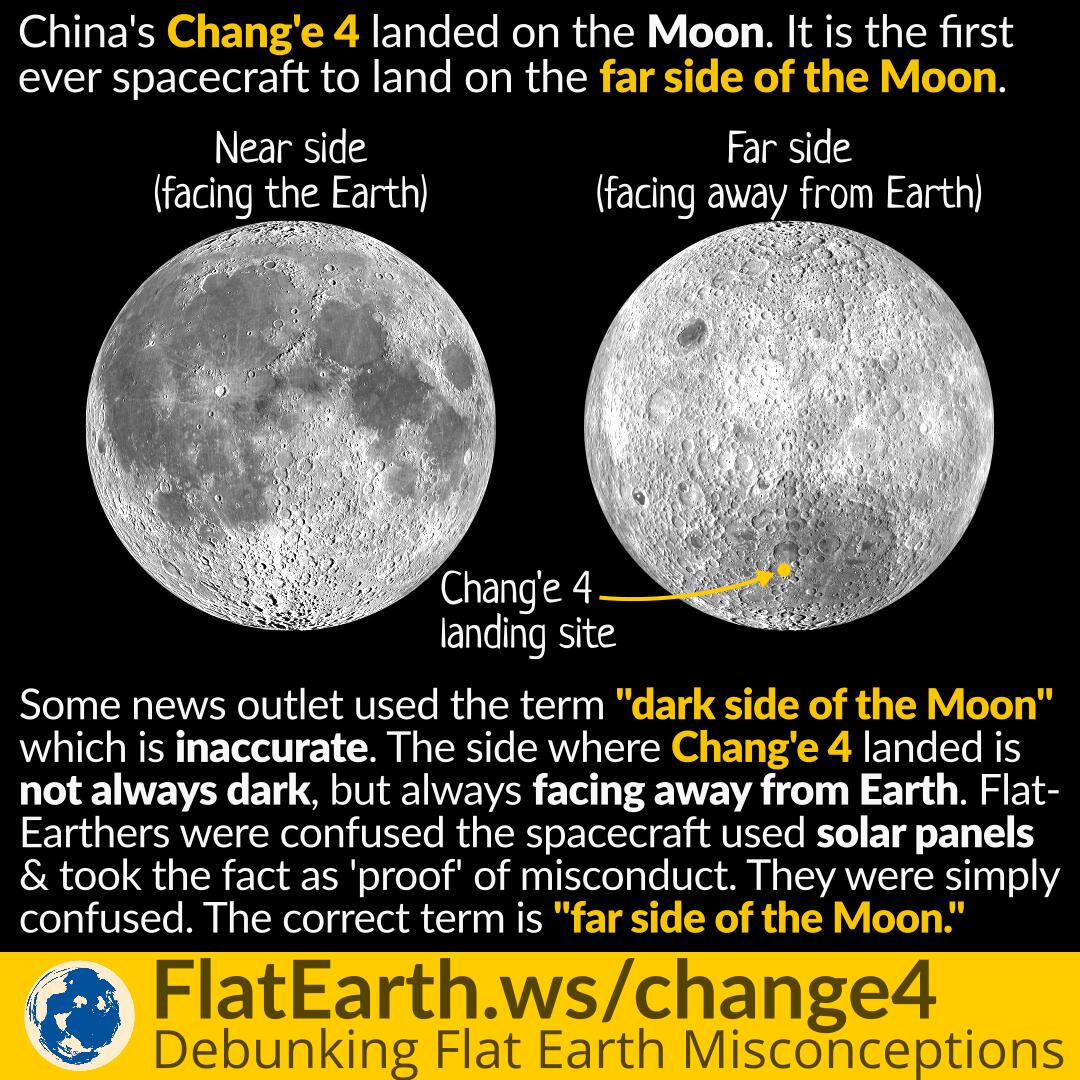 China's Chang'e 4 landed on the Moon. It is the first
ever spacecraft to land on the far side of the Moon.
Near side
(facing the Earth)
Far side
(facing away from Earth)
Chang'e 4
landing site
Some news outlet used the term "dark side of the Moon"
which is inaccurate. The side where Chang'e 4 landed is
not always dark, but always facing away from Earth. Flat-
Earthers were confused the spacecraft used solar panels
& took the fact as 'proof' of misconduct. They were simply
confused. The correct term is "far side of the Moon."
FlatEarth.ws/change4
Debunking Flat Earth Misconceptions